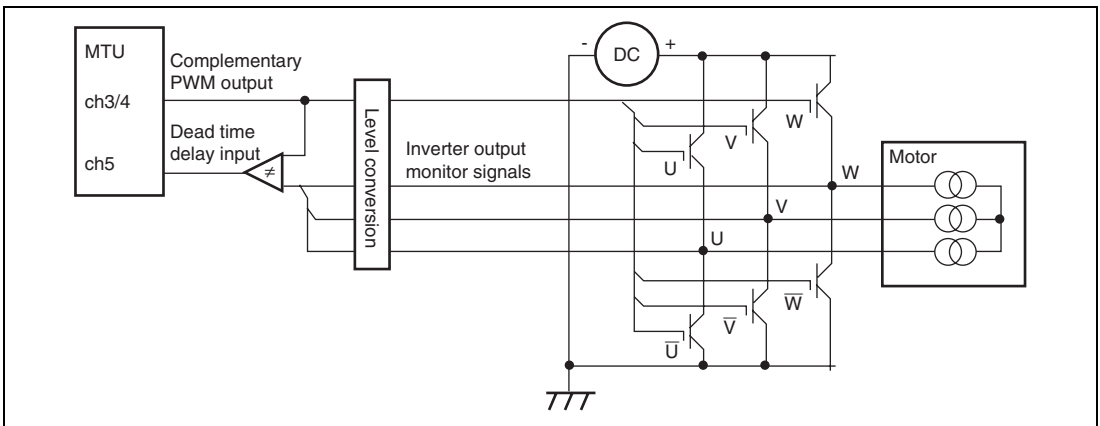 MTU
ch3/4
ch5
Complementary
PWM output
Dead time
delay input
≠
Level conversion
Inverter output
monitor signals
-
DC
+
U
V
W
W
V
U
U̅
V̅
W̅
Motor